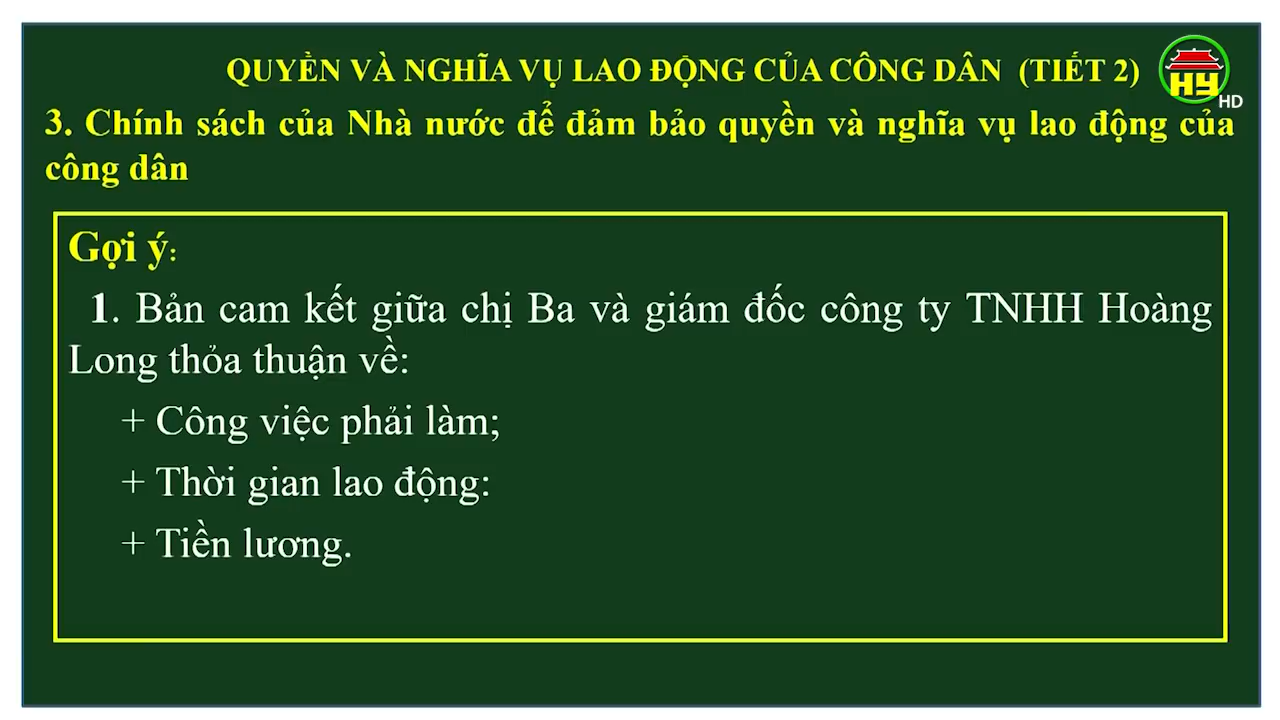 QUYỀN VÀ NGHĨA VỤ LAO ĐỘNG CỦA CÔNG DÂN (TIẾT 2)
HY
HD
3. Chính sách của Nhà nước để đảm bảo quyền và nghĩa vụ lao động của
công dân
Gợi ý:
1. Bản cam kết giữa chị Ba và giám đốc công ty TNHH Hoàng
Long thỏa thuận về:
+ Công việc phải làm;
+ Thời gian lao động:
+ Tiền lương.